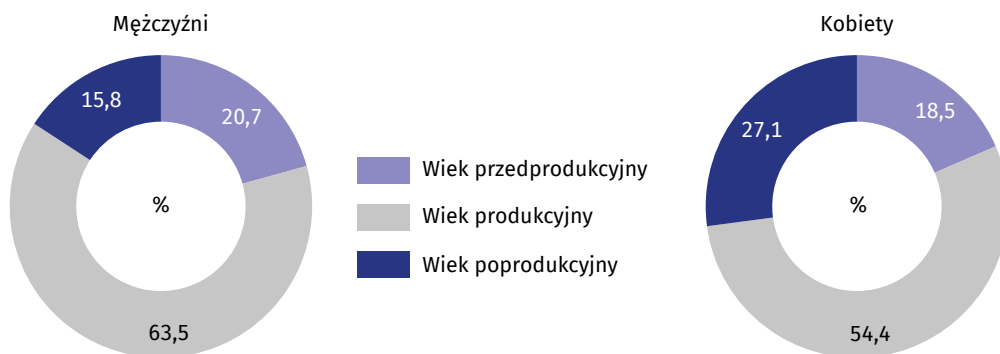 Mężczyźni
15,8
20,7
%
63,5
Wiek przedprodukcyjny
Wiek produkcyjny
Wiek poprodukcyjny
Kobiety
27,1
18,5
%
54,4